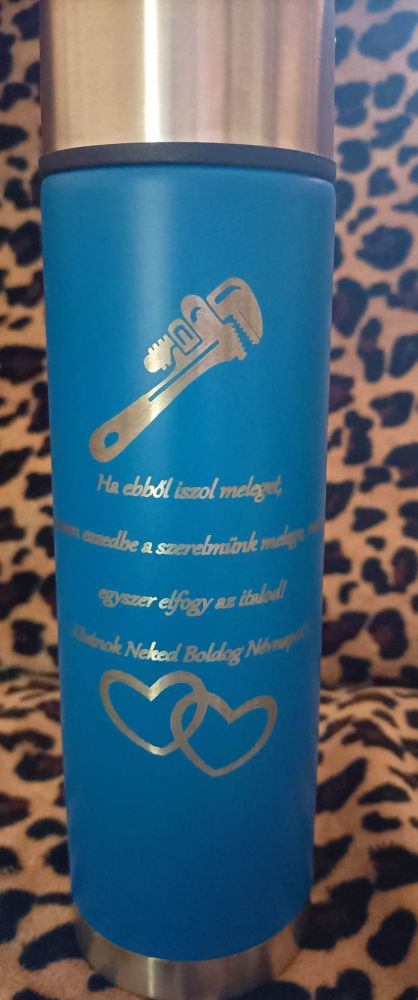 Ha ebből iszol meleget,
eszedbe a szerelmünk melege
egyszer elfogy az italod!
Kívánok Neked Boldog Névnapot!